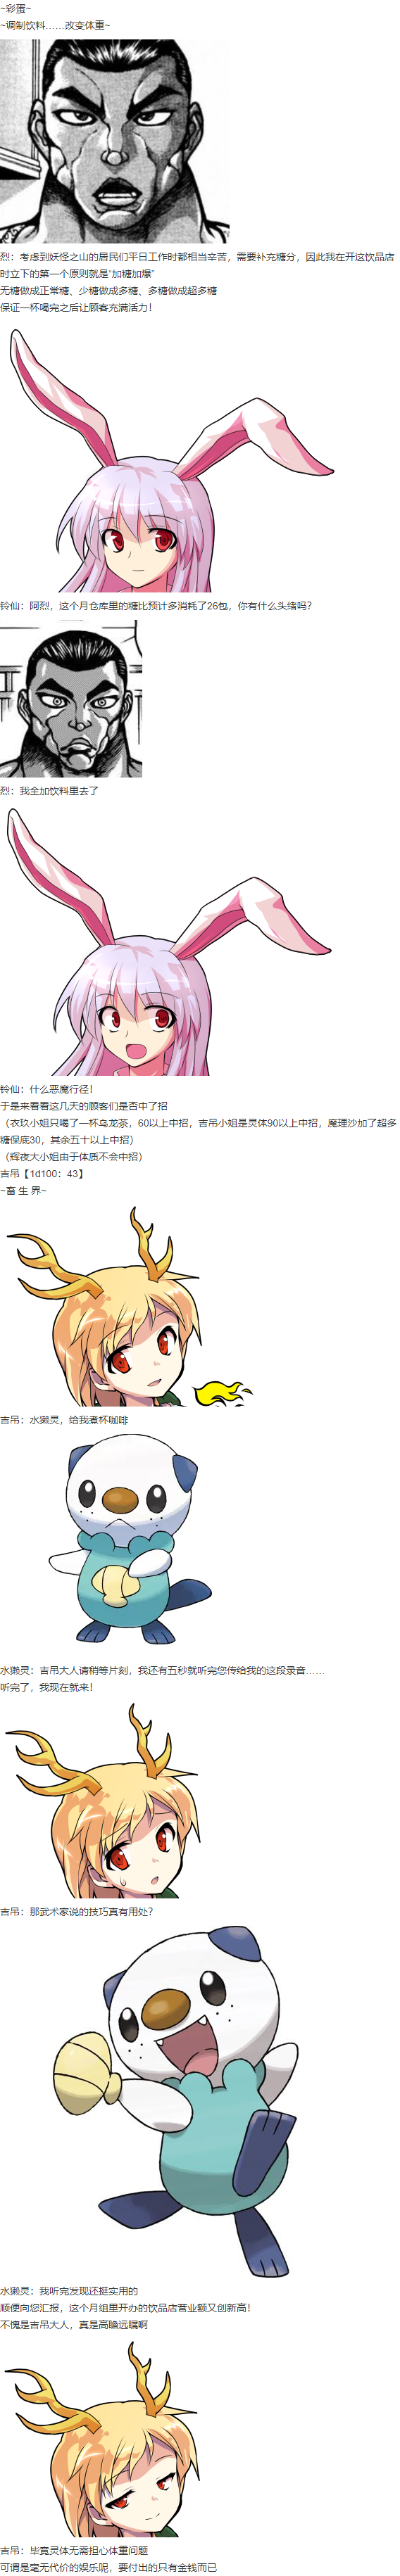 ~彩蛋~
~调制饮料……改变体重~
烈：考虑到妖怪之山的居民们平日工作时都相当辛苦，需要补充糖分，因此我在开这饮品店
时立下的第一个原则就是“加糖加爆”
无糖做成正常糖、少糖做成多糖、多糖做成超多糖
保证一杯喝完之后让顾客充满活力！
铃仙：阿烈，这个月仓库里的糖比预计多消耗了26包，你有什么头绪吗？
烈：我全加饮料里去了
铃仙：什么恶魔行径！
于是来看看这几天的顾客们是否中了招
（衣玖小姐只喝了一杯乌龙茶，60以上中招，吉吊小姐是灵体90以上中招，魔理沙加了超多
糖保底30，其余五十以上中招）
（辉夜大小姐由于体质不会中招）
吉吊【1d100：43】
~畜 生 界~
吉吊：水獭灵，给我煮杯咖啡
水獭灵：吉吊大人请稍等片刻，我还有五秒就听完您传给我的这段录音……
听完了，我现在就来！
吉吊：那武术家说的技巧真有用处？
水獭灵：我听完发现还挺实用的
顺便向您汇报，这个月组里开办的饮品店营业额又创新高！
不愧是吉吊大人，真是高瞻远瞩啊
吉吊：毕竟灵体无需担心体重问题
可谓是毫无代价的娱乐呢，要付出的只有金钱而已